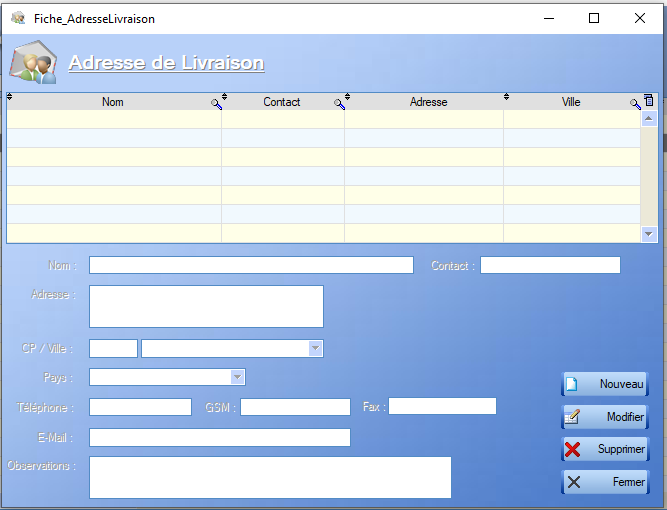 Fiche_AdresseLivraison
Adresse de Livraison
Nom Contact Adresse Ville
Nom : Contact :
Adresse :
CP / Ville :
Pays :
Nouveau
Téléphone : GSM : Fax :
Modifier
E-Mail :
Supprimer
Observations :
Fermer